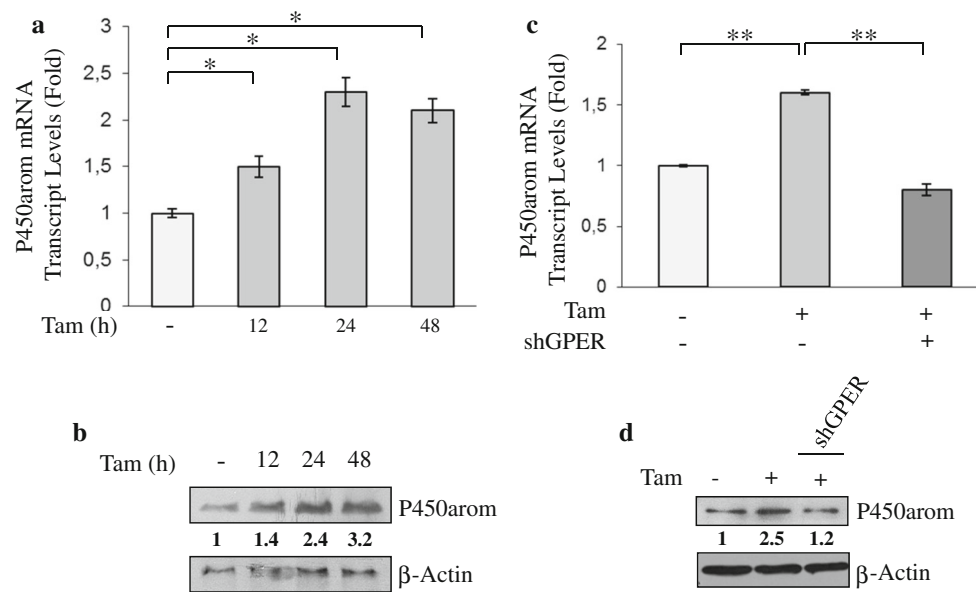 a
P450arom mRNA
Transcript Levels (Fold)
3
2,5
2
1,5
1
0,5
0
*
*
*
Tam (h) - 12 24 48
c
P450arom mRNA
Transcript Levels (Fold)
2
1,5
1
0,5
0
** **
Tam - + +
shGPER - - +
b
Tam (h) - 12 24 48
P450arom
1 1.4 2.4 3.2
β-Actin
d
shGPER
Tam - + +
P450arom
1 2.5 1.2
β-Actin